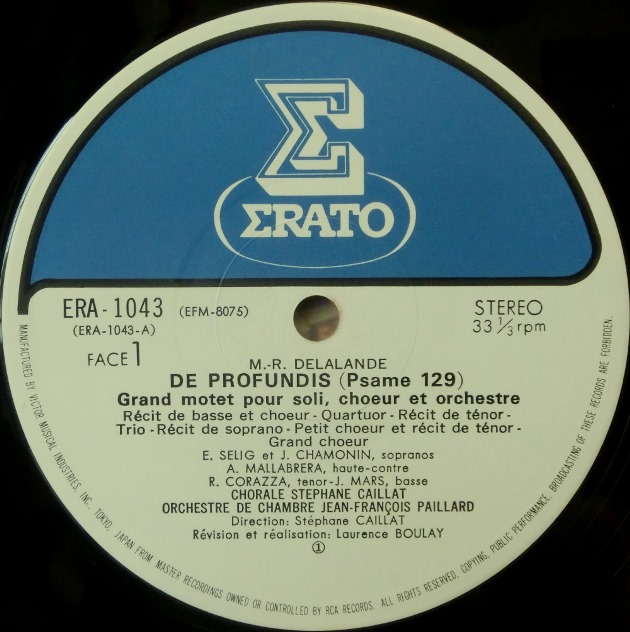 Σ
ΣRATO
ERA-1043 (EFM-8075)
(ERA-1043-A)
FACE 1
STEREO
33 1/3 rpm
M.-R. DELALANDE
DE PROFUNDIS (Psame 129)
Grand motet pour soli, choeur et orchestre
Récit de basse et choeur-Quartuor-Récit de ténor-
Trio-Récit de soprano-Petit choeur et récit de ténor-
Grand choeur
E. SELIG et J. CHAMONIN, sopranos
A. MALLABRERA, haute-contre
R. CORAZZA, tenor-J. MARS, basse
CHORALE STEPHANE CAILLAT
ORCHESTRE DE CHAMBRE JEAN-FRANÇOIS PAILLARD
Direction: Stéphane CAILLAT
Révision et réalisation: Laurence BOULAY
①
MANUFACTURED BY VICTOR MUSICAL INDUSTRIES, INC., TOKYO, JAPAN FROM MASTER RECORDINGS OWNED OR CONTROLLED BY RCA RECORDS. ALL RIGHTS RESERVED. COPYING, PUBLIC PERFORMANCE, BROADCASTING OF THESE RECORDS ARE FORBIDDEN.